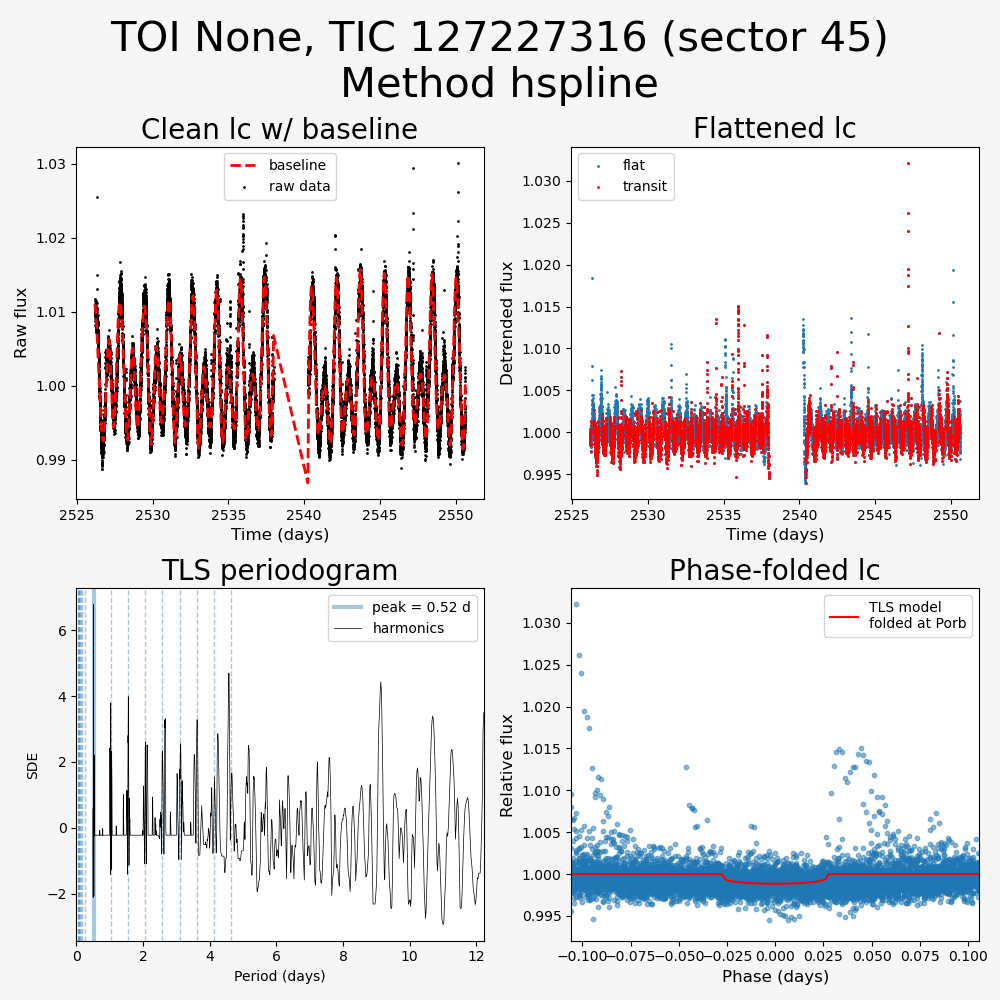 TOI None, TIC 127227316 (sector 45)
Method hspline
Clean lc w/ baseline
baseline
raw data
1.03
1.02
1.01
1.00
0.99
Raw flux
2525
2530
2535
2540
2545
2550
Time (days)
Flattened lc
flat
transit
1.030
1.025
1.020
1.015
1.010
1.005
1.000
0.995
Detrended flux
2525
2530
2535
2540
2545
2550
Time (days)
TLS periodogram
peak = 0.52 d
harmonics
6
4
2
0
−2
SDE
0
2
4
6
8
10
12
Period (days)
Phase-folded lc
TLS model
folded at Porb
1.030
1.025
1.020
1.015
1.010
1.005
1.000
0.995
Relative flux
−0.100
−0.075
−0.050
−0.025
0.000
0.025
0.050
0.075
0.100
Phase (days)